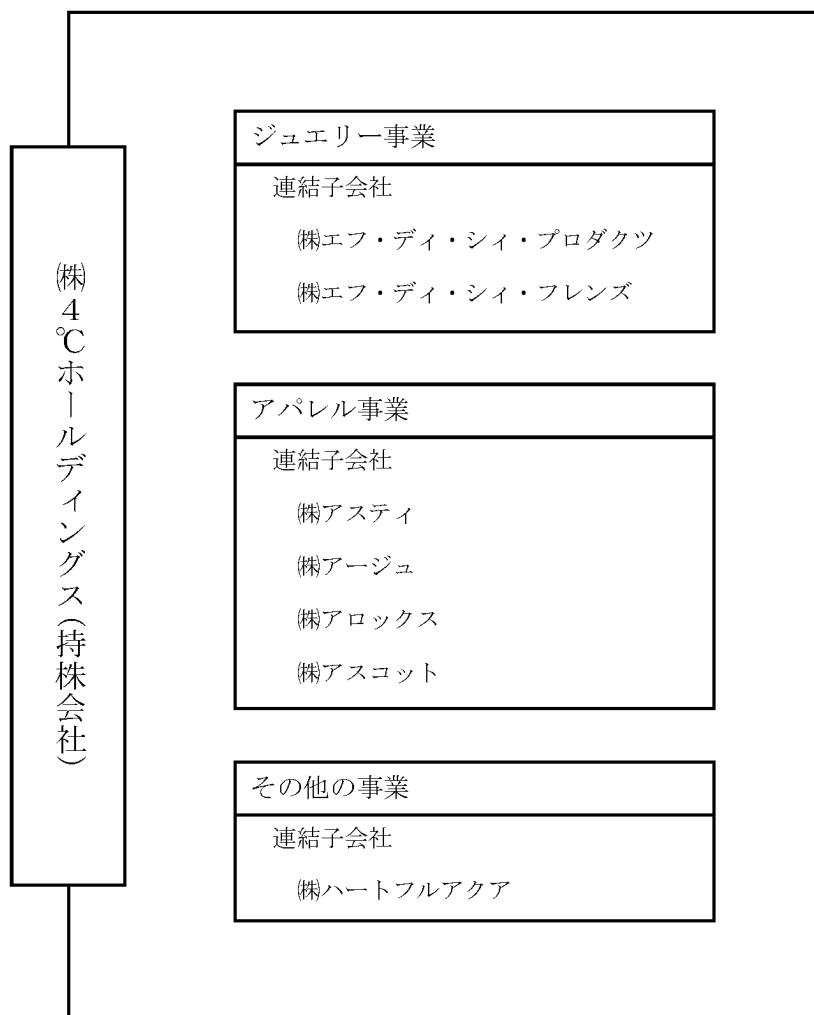 ㈱4℃ホールディングス(持株会社)
ジュエリー事業
連結子会社
㈱エフ・ディ・シィ・プロダクツ
㈱エフ・ディ・シィ・フレンズ
アパレル事業
連結子会社
㈱アスティ
㈱アージュ
㈱アロックス
㈱アスコット
その他の事業
連結子会社
㈱ハートフルアクア